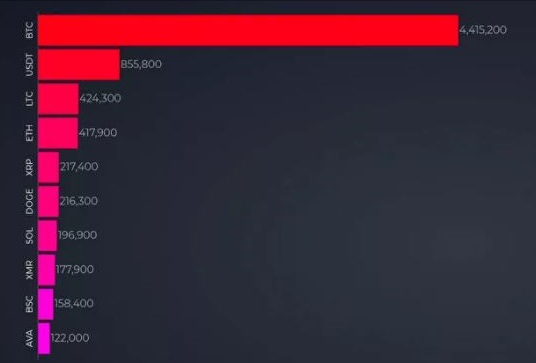 BTC 4,415,200
USDT 855,800
LTC 424,300
ETH 417,900
XRP 217,400
DOGE 216,300
SOL 196,900
XMR 177,900
BSC 158,400
AVA 122,000